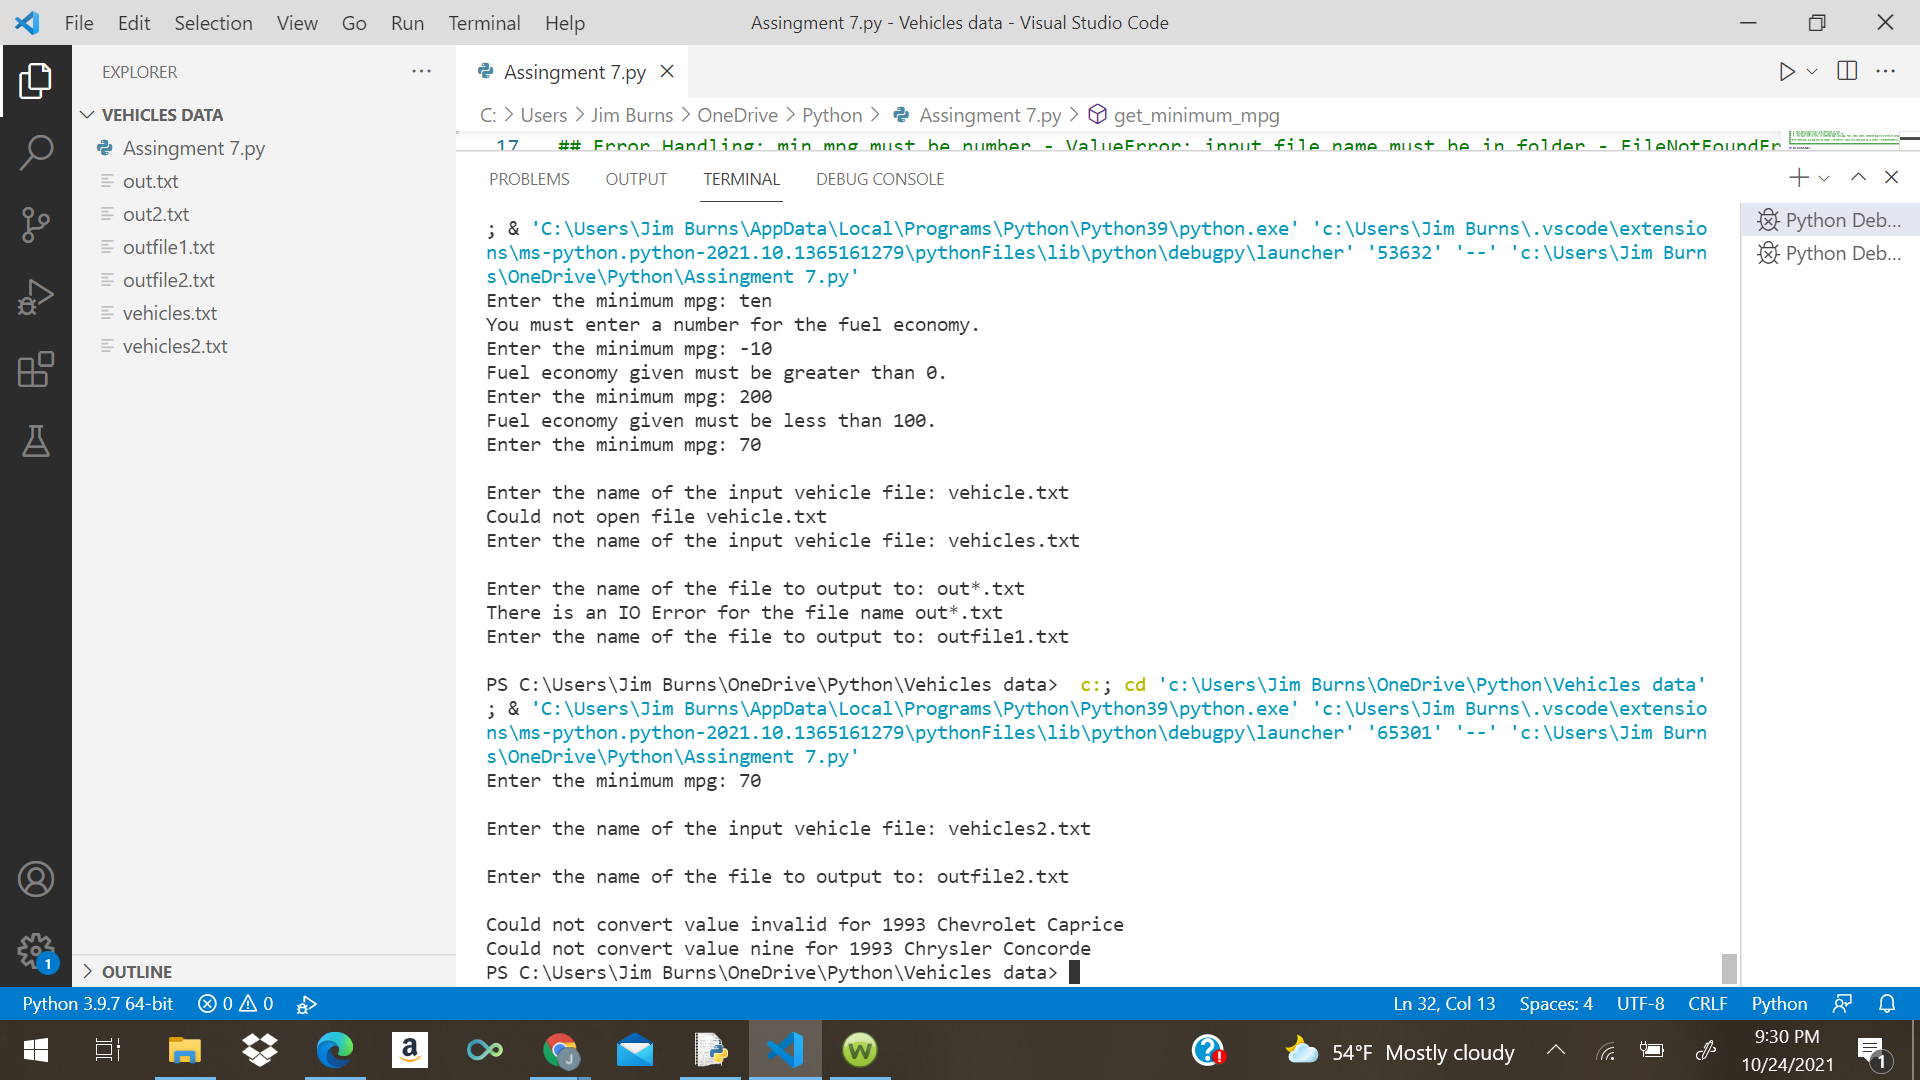 File Edit Selection View Go Run Terminal Help
Assingment 7.py - Vehicles data - Visual Studio Code
EXPLORER
VEHICLES DATA
Assingment 7.py
out.txt
out2.txt
outfile1.txt
outfile2.txt
vehicles.txt
vehicles2.txt
OUTLINE
1
Assingment 7.py
C: > Users > Jim Burns > OneDrive > Python > Assingment 7.py > get_minimum_mpg
17 ## Error Handling: min mpg must be number - ValueError; input file name must be in folder - FileNotFoundEr
PROBLEMS OUTPUT TERMINAL DEBUG CONSOLE
Python Deb...
Python Deb...
; & 'C:\Users\Jim Burns\AppData\Local\Programs\Python\Python39\python.exe' 'c:\Users\Jim Burns\.vscode\extensio
ns\ms-python.python-2021.10.1365161279\pythonFiles\lib\python\debugpy\launcher' '53632' '--' 'c:\Users\Jim Burn
s\OneDrive\Python\Assingment 7.py'
Enter the minimum mpg: ten
You must enter a number for the fuel economy.
Enter the minimum mpg: -10
Fuel economy given must be greater than 0.
Enter the minimum mpg: 200
Fuel economy given must be less than 100.
Enter the minimum mpg: 70
Enter the name of the input vehicle file: vehicle.txt
Could not open file vehicle.txt
Enter the name of the input vehicle file: vehicles.txt
Enter the name of the file to output to: out*.txt
There is an IO Error for the file name out*.txt
Enter the name of the file to output to: outfile1.txt
PS C:\Users\Jim Burns\OneDrive\Python\Vehicles data>  c:; cd 'c:\Users\Jim Burns\OneDrive\Python\Vehicles data'
; & 'C:\Users\Jim Burns\AppData\Local\Programs\Python\Python39\python.exe' 'c:\Users\Jim Burns\.vscode\extensio
ns\ms-python.python-2021.10.1365161279\pythonFiles\lib\python\debugpy\launcher' '65301' '--' 'c:\Users\Jim Burn
s\OneDrive\Python\Assingment 7.py'
Enter the minimum mpg: 70
Enter the name of the input vehicle file: vehicles2.txt
Enter the name of the file to output to: outfile2.txt
Could not convert value invalid for 1993 Chevrolet Caprice
Could not convert value nine for 1993 Chrysler Concorde
PS C:\Users\Jim Burns\OneDrive\Python\Vehicles data>
Python 3.9.7 64-bit 0 0 Ln 32, Col 13 Spaces: 4 UTF-8 CRLF Python
54°F Mostly cloudy
9:30 PM
10/24/2021
1